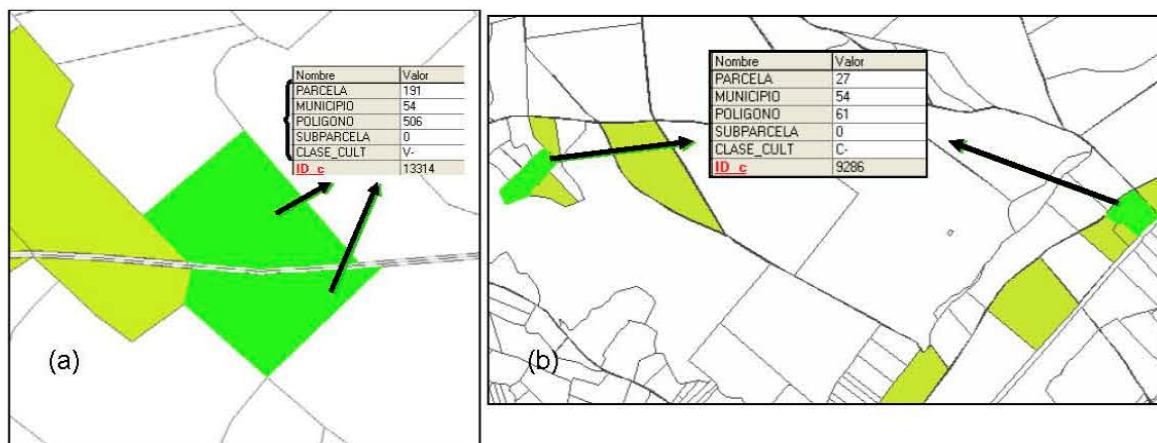 Nombre Valor
PARCELA 191
MUNICIPIO 54
POLIGONO 506
SUBPARCELA 0
CLASE_CULT V-
ID_c 13314
(a)
Nombre Valor
PARCELA 27
MUNICIPIO 54
POLIGONO 61
SUBPARCELA 0
CLASE_CULT C-
ID_c 9286
(b)